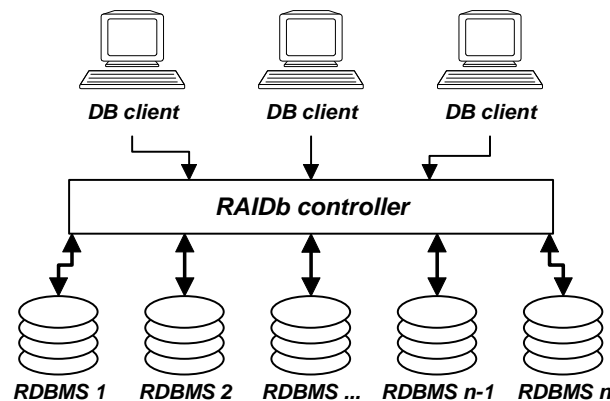 DB client DB client DB client
RAIDb controller
RDBMS 1 RDBMS 2 RDBMS ... RDBMS n-1 RDBMS n